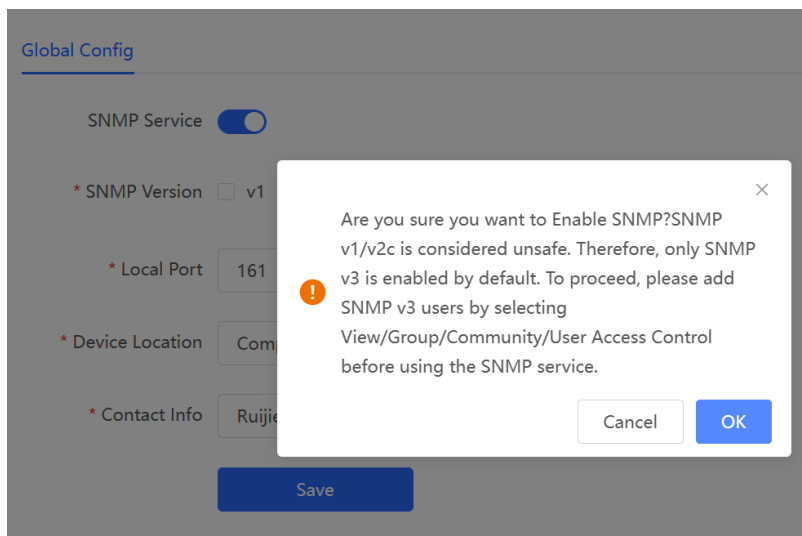 Global Config
SNMP Service
* SNMP Version v1
Are you sure you want to Enable SNMP?SNMP
v1/v2c is considered unsafe. Therefore, only SNMP
v3 is enabled by default. To proceed, please add
SNMP v3 users by selecting
View/Group/Community/User Access Control
before using the SNMP service.
* Local Port 161
* Device Location
* Contact Info Ruijie
Cancel OK
Save